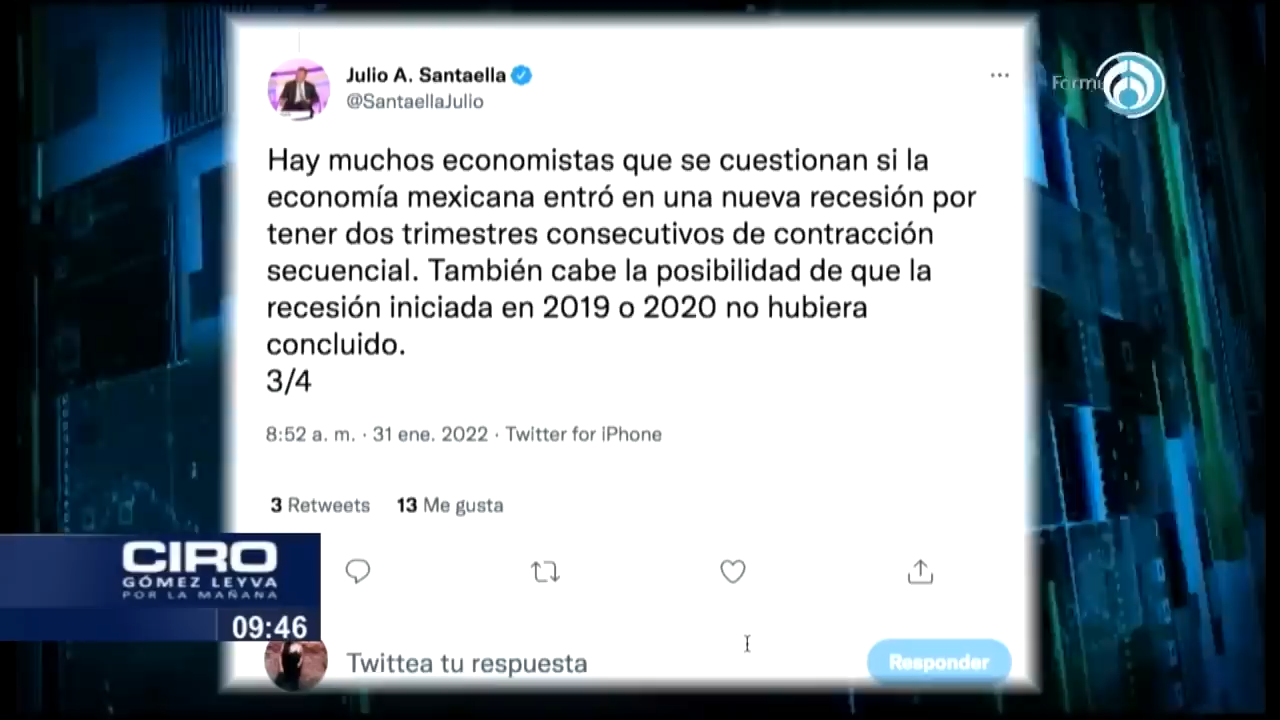 Julio A. Santaella
@SantaellaJulio
Hay muchos economistas que se cuestionan si la
economía mexicana entró en una nueva recesión por
tener dos trimestres consecutivos de contracción
secuencial. También cabe la posibilidad de que la
recesión iniciada en 2019 o 2020 no hubiera
concluido.
3/4
8:52 a. m. · 31 ene. 2022 · Twitter for iPhone
3 Retweets 13 Me gusta
Twittea tu respuesta
Responder
CIRO
GÓMEZ LEYVA
POR LA MAÑANA
09:46